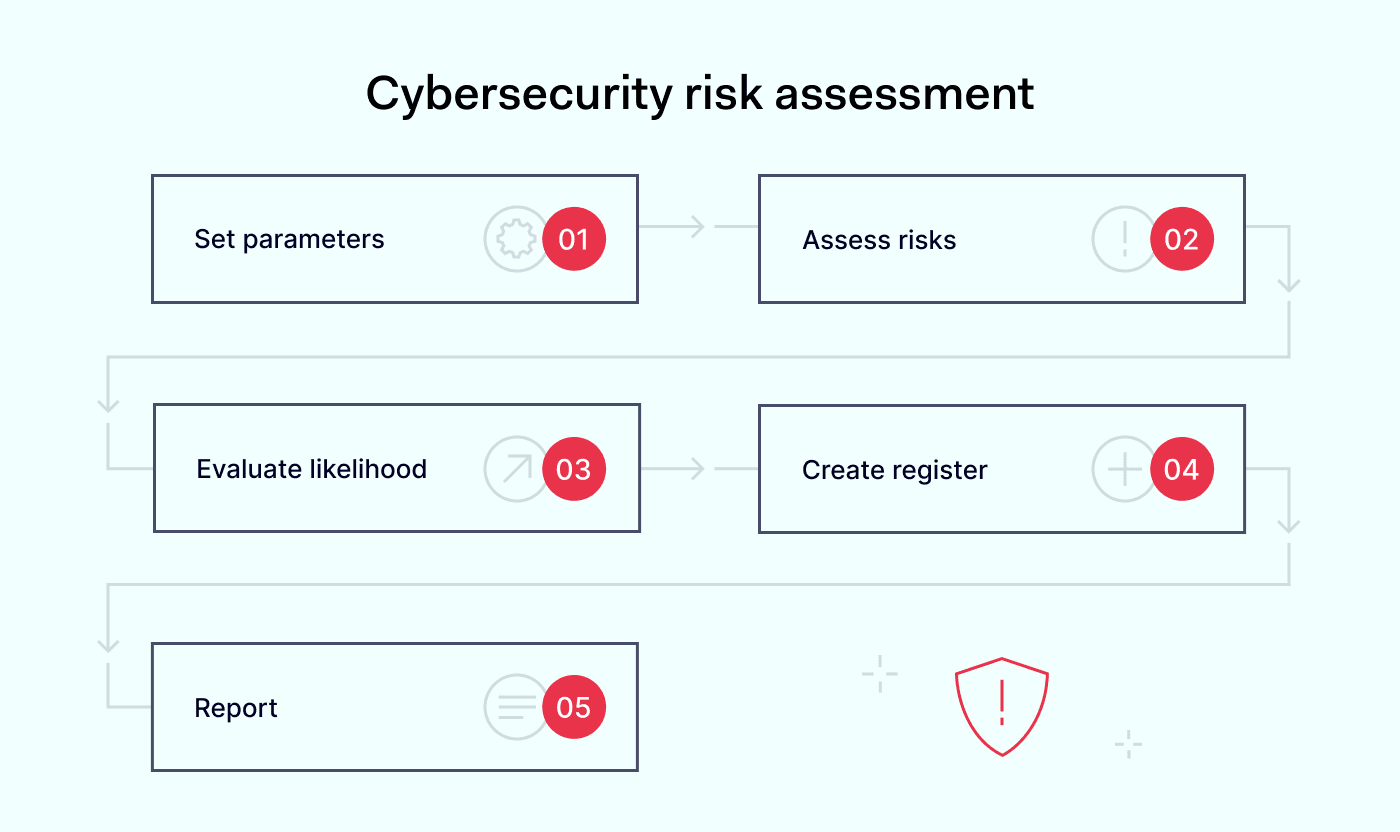 Cybersecurity risk assessment
Set parameters 01
Assess risks 02
Evaluate likelihood 03
Create register 04
Report 05